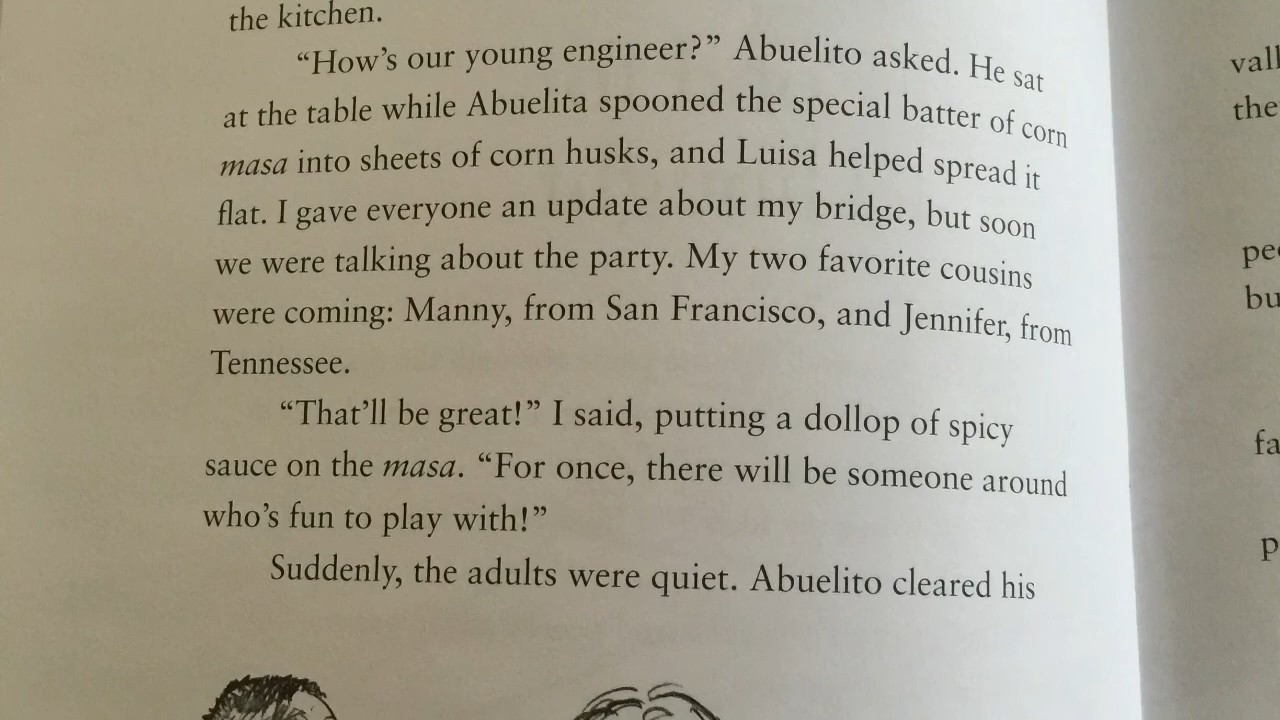 the kitchen.
“How’s our young engineer?” Abuelito asked. He sat
at the table while Abuelita spooned the special batter of corn
masa into sheets of corn husks, and Luisa helped spread it
flat. I gave everyone an update about my bridge, but soon
we were talking about the party. My two favorite cousins
were coming: Manny, from San Francisco, and Jennifer, from
Tennessee.
“That’ll be great!” I said, putting a dollop of spicy
sauce on the masa. “For once, there will be someone around
who’s fun to play with!”
Suddenly, the adults were quiet. Abuelito cleared his
the